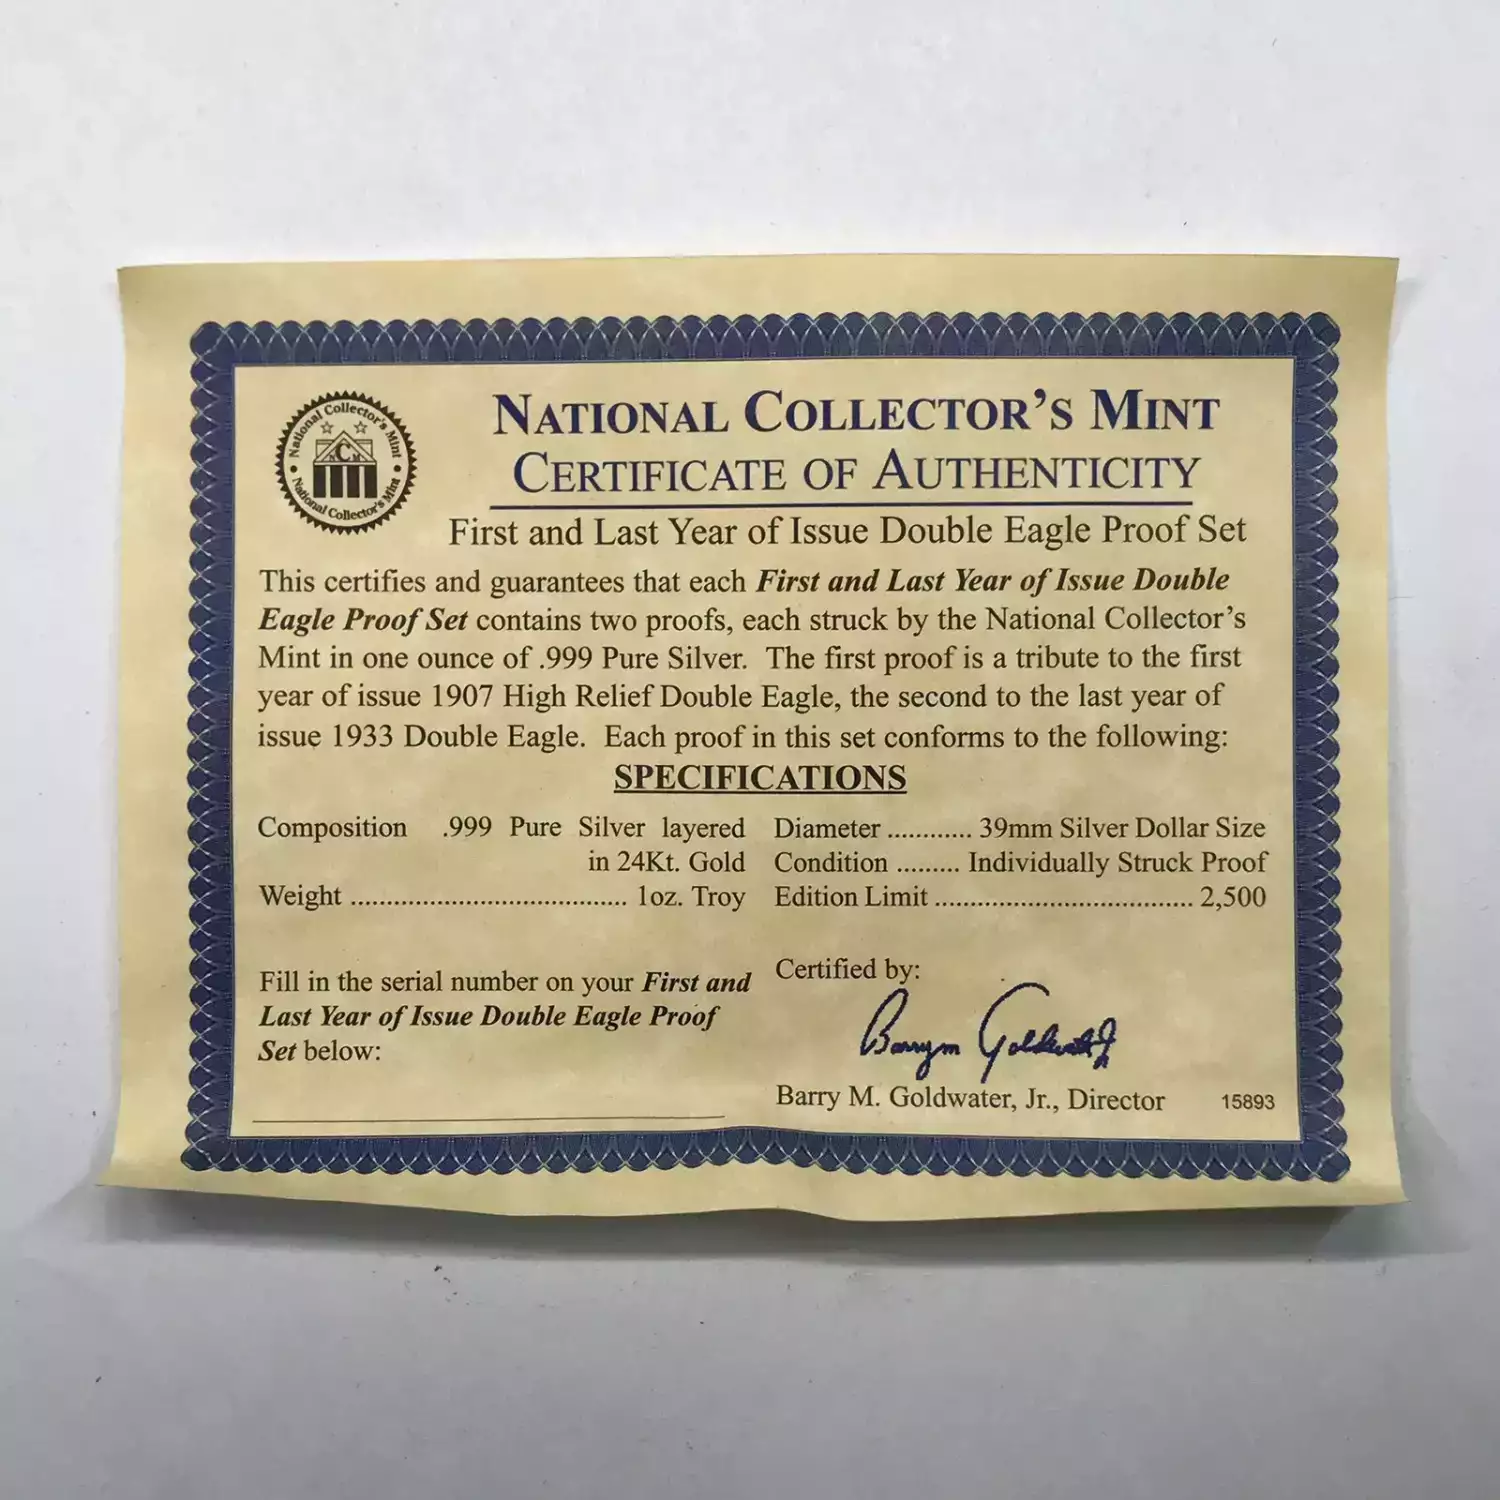 National Collector's Mint
NCM
National Collector's Mint
NATIONAL COLLECTOR'S MINT
CERTIFICATE OF AUTHENTICITY
First and Last Year of Issue Double Eagle Proof Set
This certifies and guarantees that each First and Last Year of Issue Double
Eagle Proof Set contains two proofs, each struck by the National Collector's
Mint in one ounce of .999 Pure Silver. The first proof is a tribute to the first
year of issue 1907 High Relief Double Eagle, the second to the last year of
issue 1933 Double Eagle. Each proof in this set conforms to the following:
SPECIFICATIONS
Composition .999 Pure Silver layered
in 24Kt. Gold
Weight ...................................... 1oz. Troy
Diameter ............ 39mm Silver Dollar Size
Condition ......... Individually Struck Proof
Edition Limit .................................... 2,500
Fill in the serial number on your First and
Last Year of Issue Double Eagle Proof
Set below:
Certified by:
Barry M Goldwater Jr
Barry M. Goldwater, Jr., Director
15893